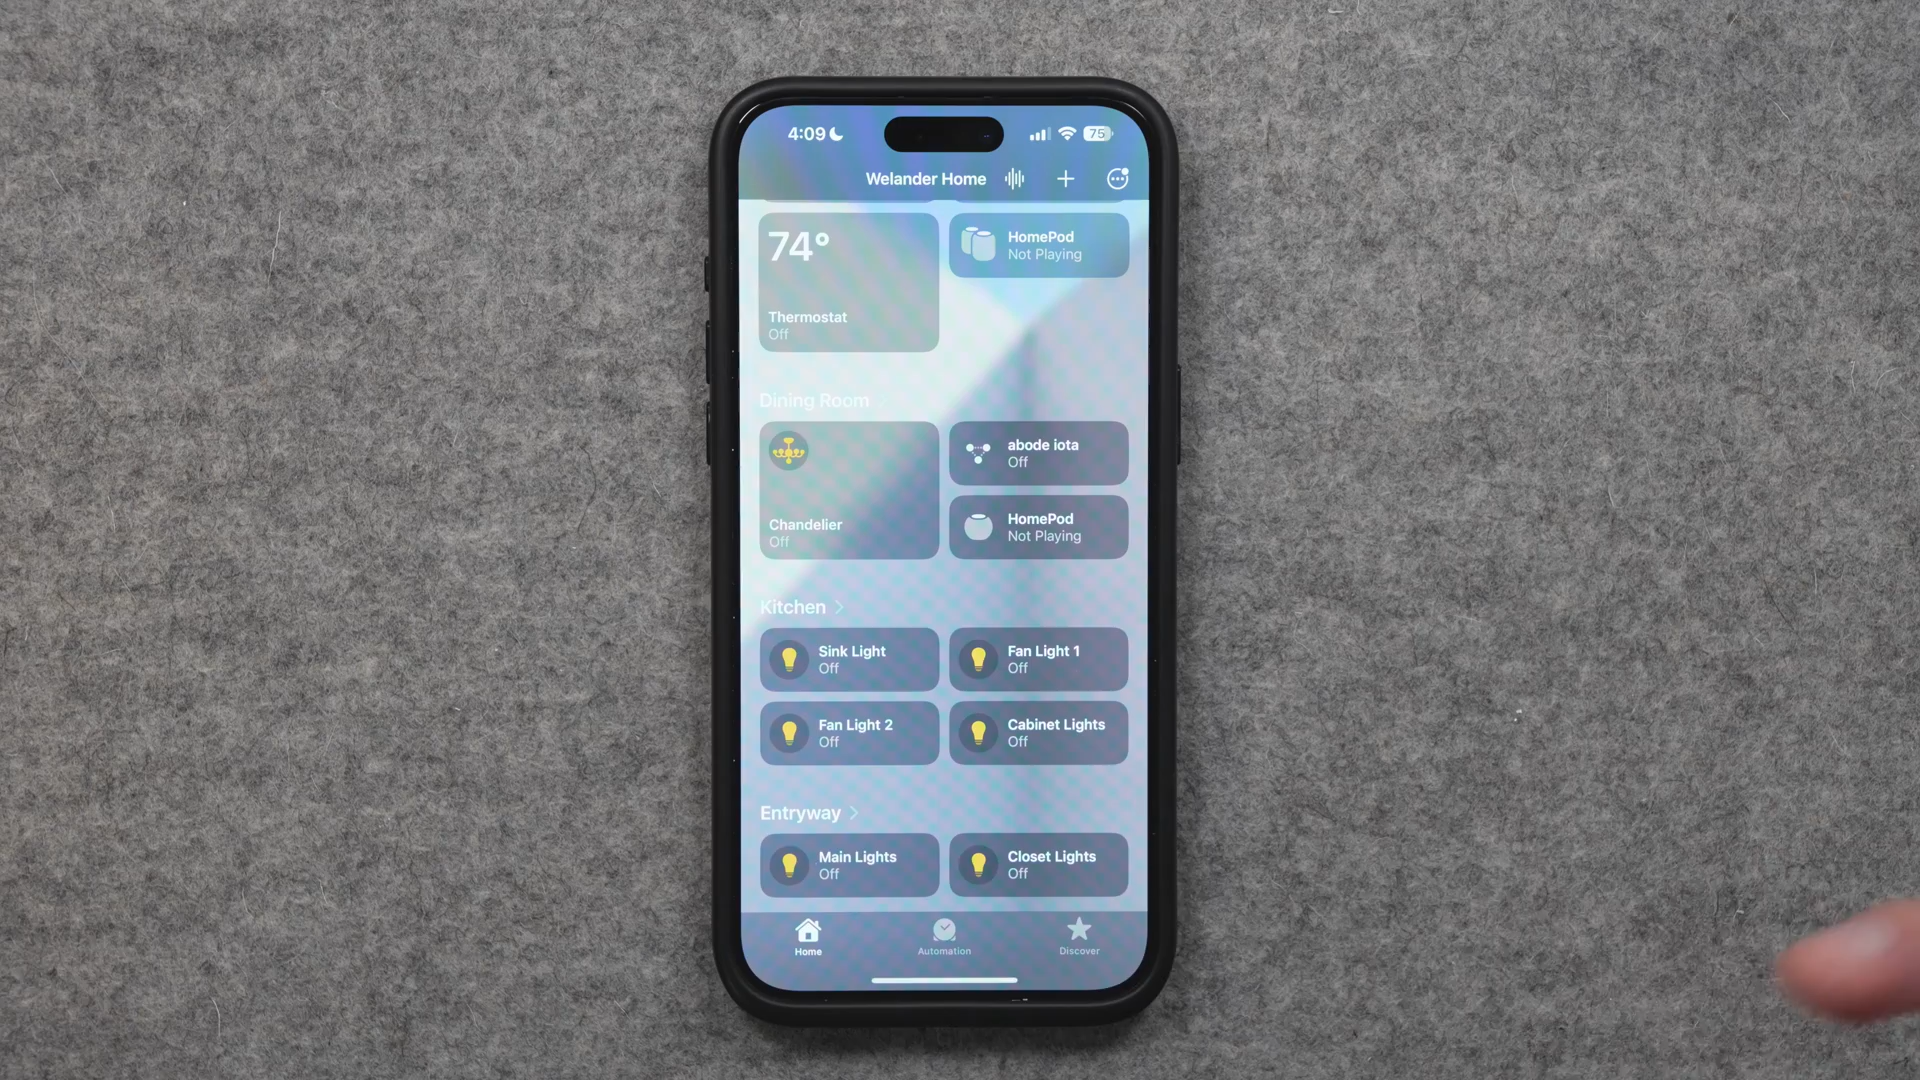 4:09
75
Welander Home
74°
Thermostat
Off
HomePod
Not Playing
Dining Room
Chandelier
Off
abode iota
Off
HomePod
Not Playing
Kitchen
Sink Light
Off
Fan Light 1
Off
Fan Light 2
Off
Cabinet Lights
Off
Entryway
Main Lights
Off
Closet Lights
Off
Home
Automation
Discover